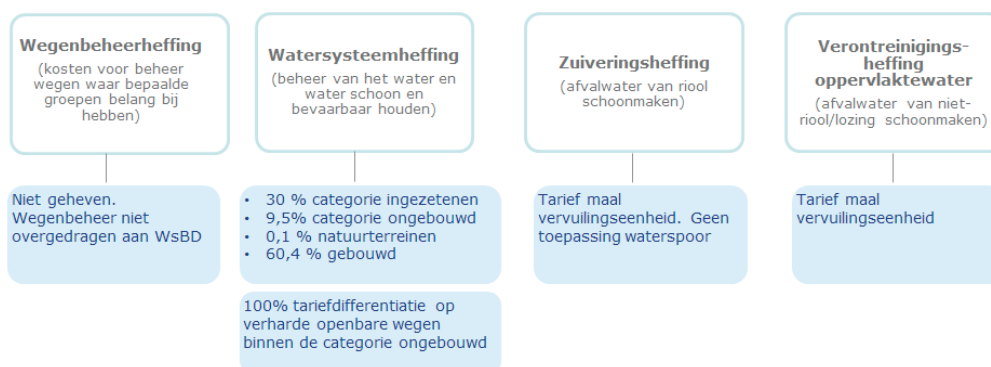 Wegenbeheerheffing
(kosten voor beheer
wegen waar bepaalde
groepen belang bij
hebben)
Niet geheven.
Wegenbeheer niet
overgedragen aan WsBD
Watersysteemheffing
(beheer van het water en
water schoon en
bevaarbaar houden)
• 30 % categorie ingezetenen
• 9,5% categorie ongebouwd
• 0,1 % natuurterreinen
• 60,4 % gebouwd
100% tariefdifferentiatie op
verharde openbare wegen
binnen de categorie ongebouwd
Zuiveringsheffing
(afvalwater van riool
schoonmaken)
Tarief maal
vervuilingseenheid. Geen
toepassing waterspoor
Verontreinigings-
heffing
oppervlaktewater
(afvalwater van niet-
riool/lozing schoonmaken)
Tarief maal
vervuilingseenheid